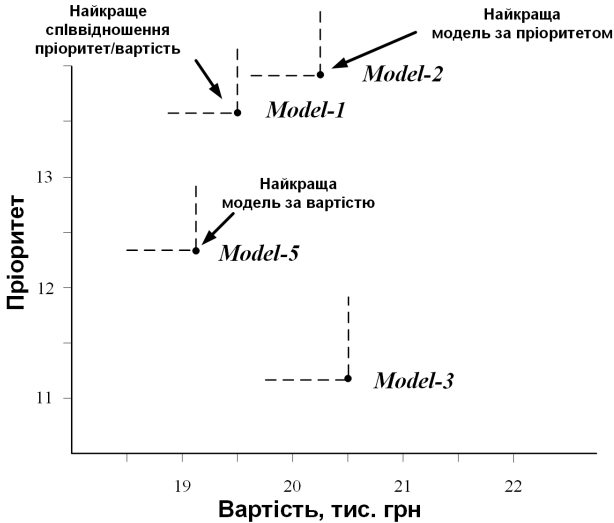 Найкраще
співвідношення
пріоритет/вартість
Найкраща
модель за пріоритетом
Model-2
Model-1
13
Найкраща
модель за вартістю
Model-5
Пріоритет
12
Model-3
11
19
20
21
22
Вартість, тис. грн